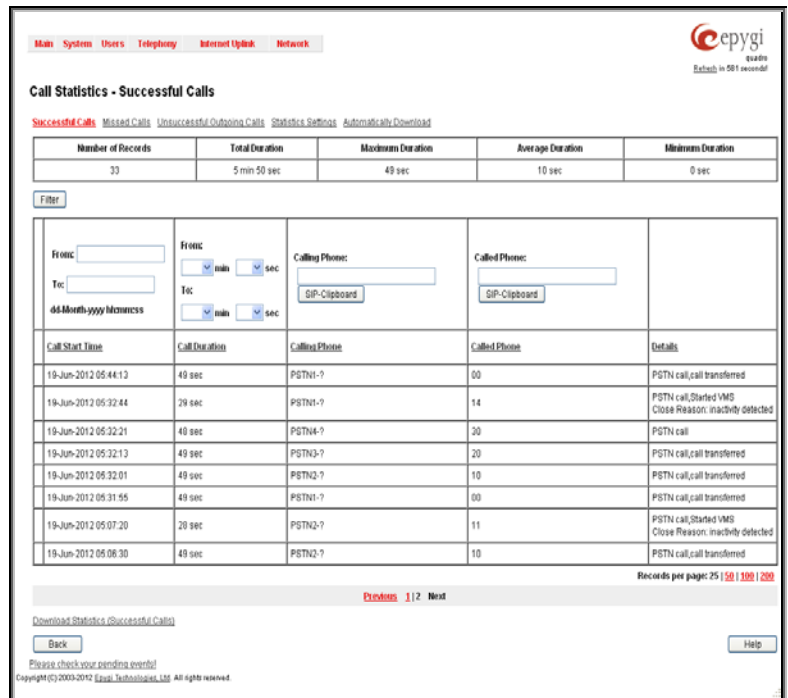 Main System Users Telephony Internet Uplink Network
epygi
quadro
Refresh in 581 seconds!
Call Statistics - Successful Calls
Successful Calls Missed Calls Unsuccessful Outgoing Calls Statistics Settings Automatically Download
Number of Records Total Duration Maximum Duration Average Duration Minimum Duration
33 5 min 50 sec 49 sec 10 sec 0 sec
Filter
From:
To:
dd-Month-yyyy hh:mm:ss
From:
min sec
To:
min sec
Calling Phone:
SIP-Clipboard
Called Phone:
SIP-Clipboard
Call Start Time Call Duration Calling Phone Called Phone Details
19-Jun-2012 05:44:13 49 sec PSTN1-? 00 PSTN call,call transferred
19-Jun-2012 05:32:44 29 sec PSTN1-? 14 PSTN call,Started VMS
Close Reason: inactivity detected
19-Jun-2012 05:32:21 48 sec PSTN4-? 30 PSTN call
19-Jun-2012 05:32:13 49 sec PSTN3-? 20 PSTN call,call transferred
19-Jun-2012 05:32:01 49 sec PSTN2-? 10 PSTN call,call transferred
19-Jun-2012 05:31:55 49 sec PSTN1-? 00 PSTN call,call transferred
19-Jun-2012 05:07:20 28 sec PSTN2-? 11 PSTN call,Started VMS
Close Reason: inactivity detected
19-Jun-2012 05:06:30 49 sec PSTN2-? 10 PSTN call,call transferred
Records per page: 25 | 50 | 100 | 200
Previous 1 | 2 Next
Download Statistics (Successful Calls)
Back
Help
Please check your pending events!
Copyright (C) 2003-2012 Epygi Technologies, Ltd. All rights reserved.